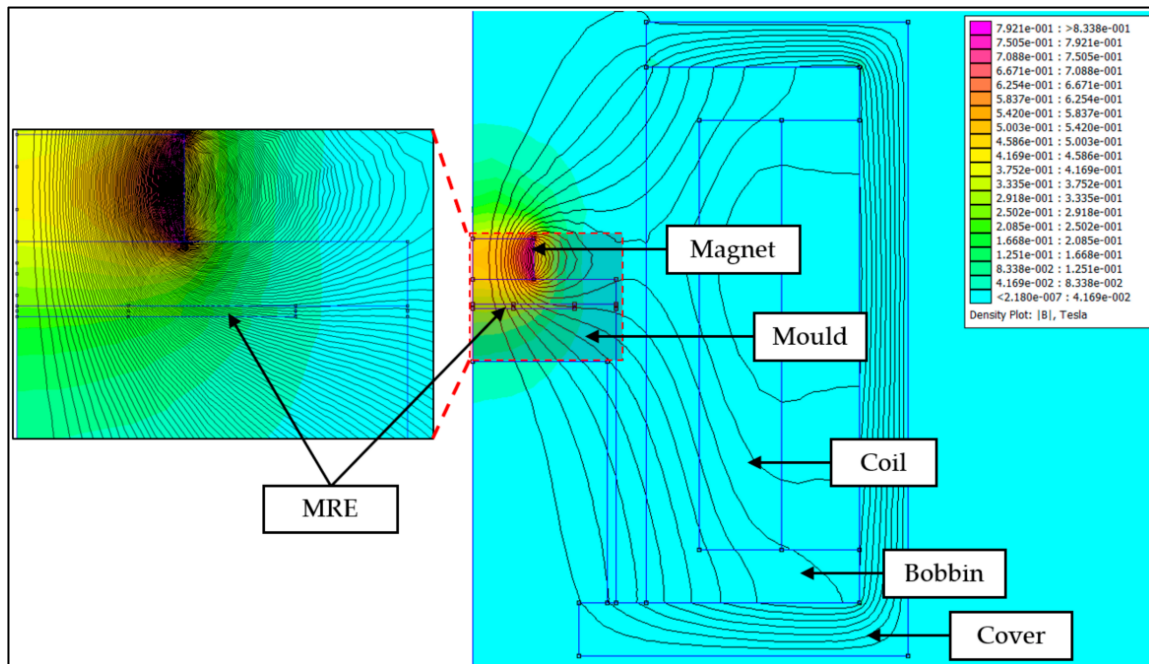 7.921e-001 : >8.338e-001
7.505e-001 : 7.921e-001
7.088e-001 : 7.505e-001
6.671e-001 : 7.088e-001
6.254e-001 : 6.671e-001
5.837e-001 : 6.254e-001
5.420e-001 : 5.837e-001
5.003e-001 : 5.420e-001
4.586e-001 : 5.003e-001
4.169e-001 : 4.586e-001
3.752e-001 : 4.169e-001
3.335e-001 : 3.752e-001
2.918e-001 : 3.335e-001
2.502e-001 : 2.918e-001
2.085e-001 : 2.502e-001
1.668e-001 : 2.085e-001
1.251e-001 : 1.668e-001
8.338e-002 : 1.251e-001
4.169e-002 : 8.338e-002
<2.180e-007 : 4.169e-002
Density Plot: |B|, Tesla
Magnet
Mould
Coil
MRE
Bobbin
Cover